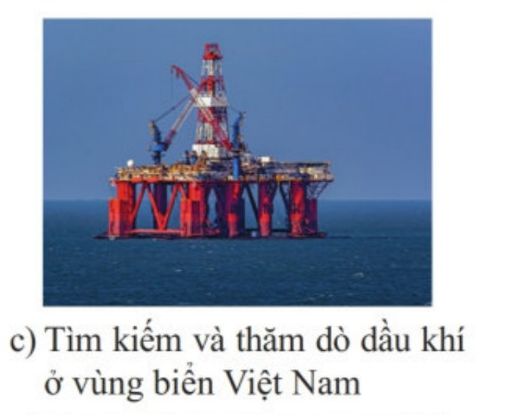 c) Tìm kiếm và thăm dò dầu khí
ở vùng biển Việt Nam